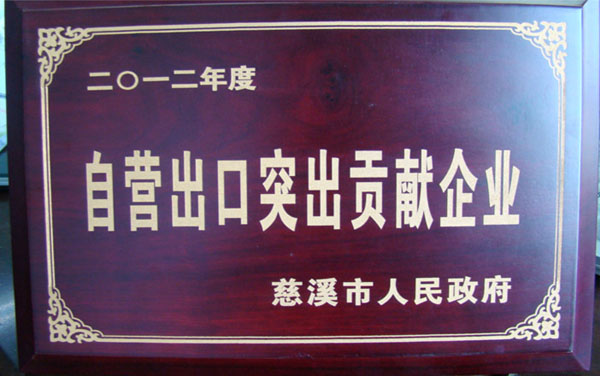 二〇一二年度
自营出口突出贡献企业
慈溪市人民政府